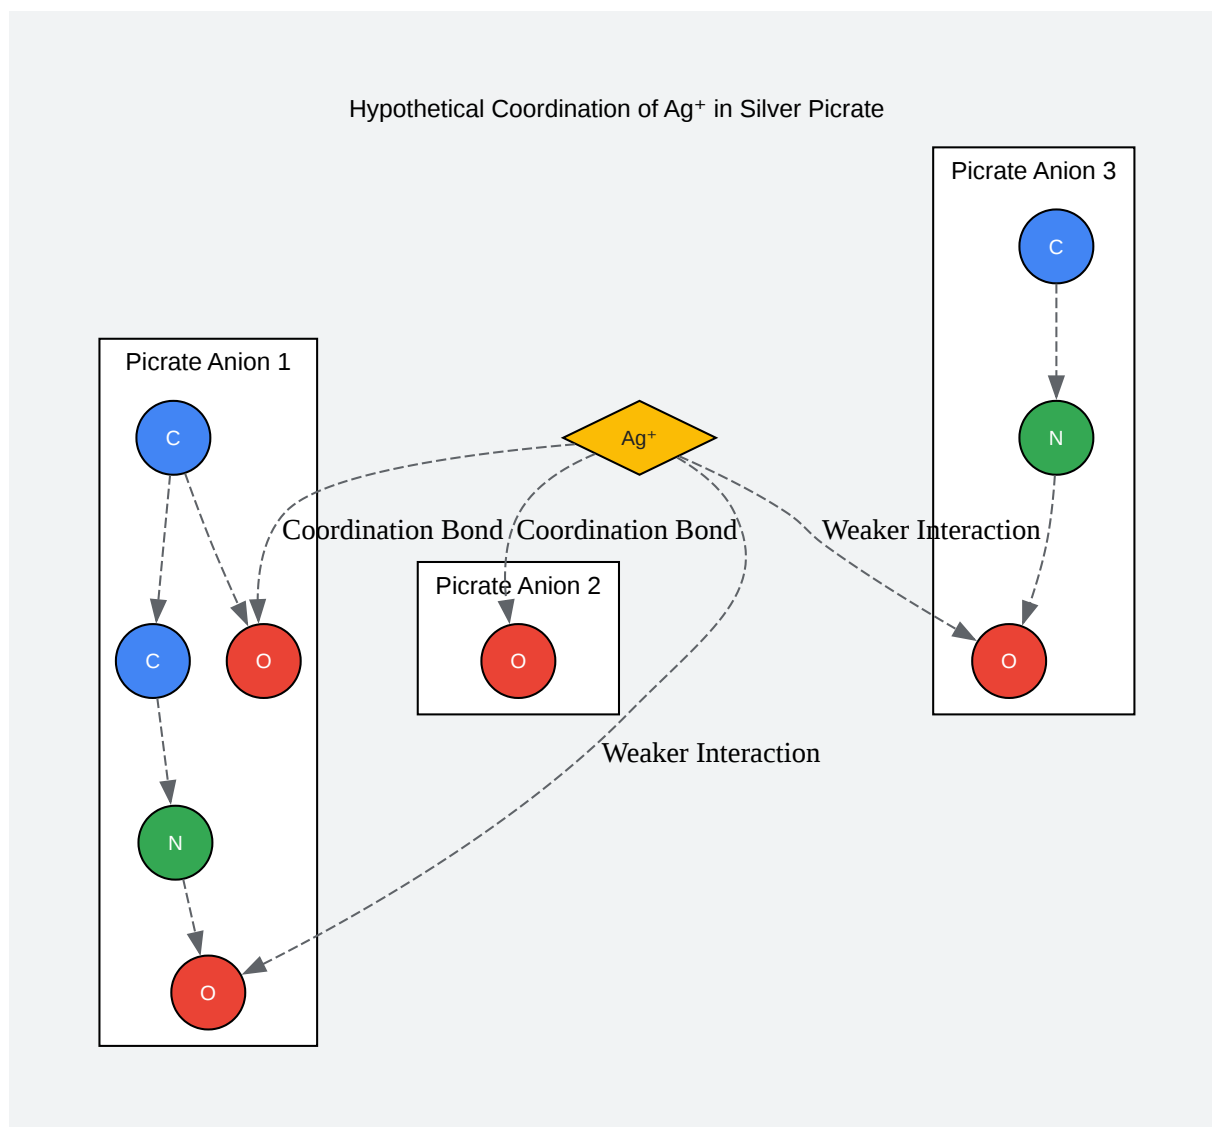 Hypothetical Coordination of Ag⁺ in Silver Picrate
Picrate Anion 3
C
Picrate Anion 1
C
Ag⁺
N
Coordination Bond
Coordination Bond
Weaker Interaction
Picrate Anion 2
C
O
O
O
Weaker Interaction
N
O